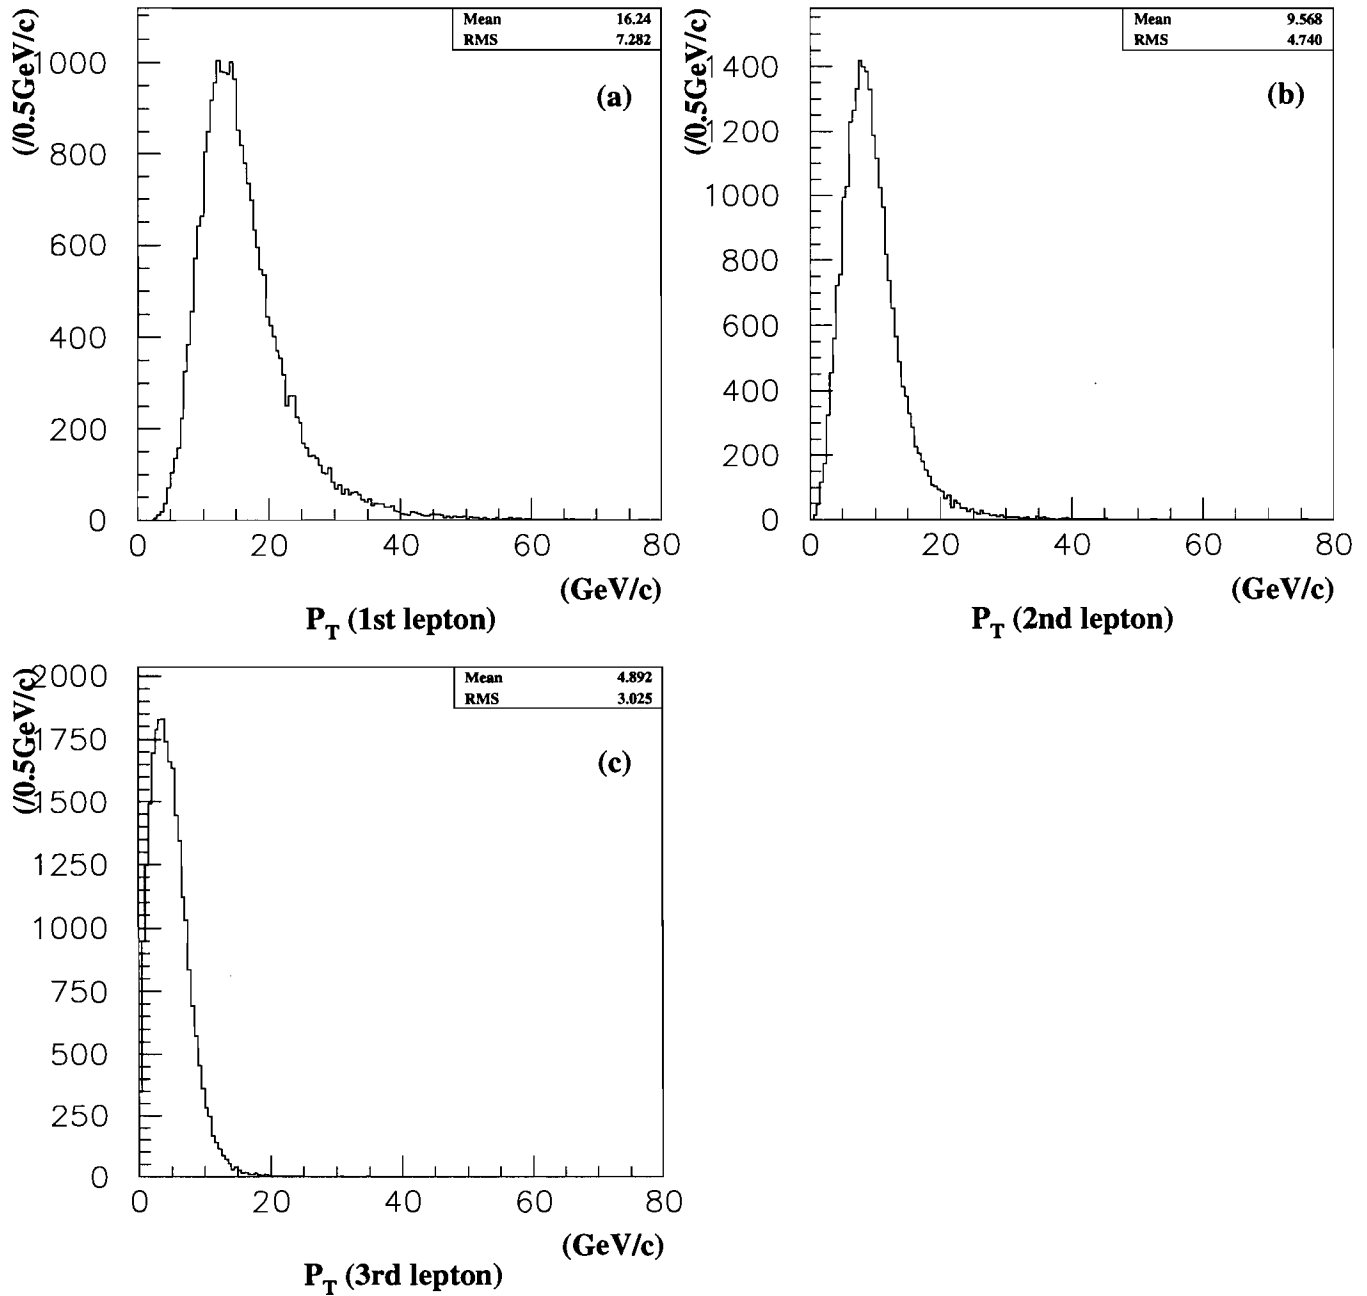 Mean 16.24
RMS 7.282
(a)
(/0.5GeV/c)
1000
800
600
400
200
0
0 20 40 60 80
(GeV/c)
P_T (1st lepton)
Mean 9.568
RMS 4.740
(b)
(/0.5GeV/c)
1400
1200
1000
800
600
400
200
0
0 20 40 60 80
(GeV/c)
P_T (2nd lepton)
Mean 4.892
RMS 3.025
(c)
(/0.5GeV/c)
2000
1750
1500
1250
1000
750
500
250
0
0 20 40 60 80
(GeV/c)
P_T (3rd lepton)